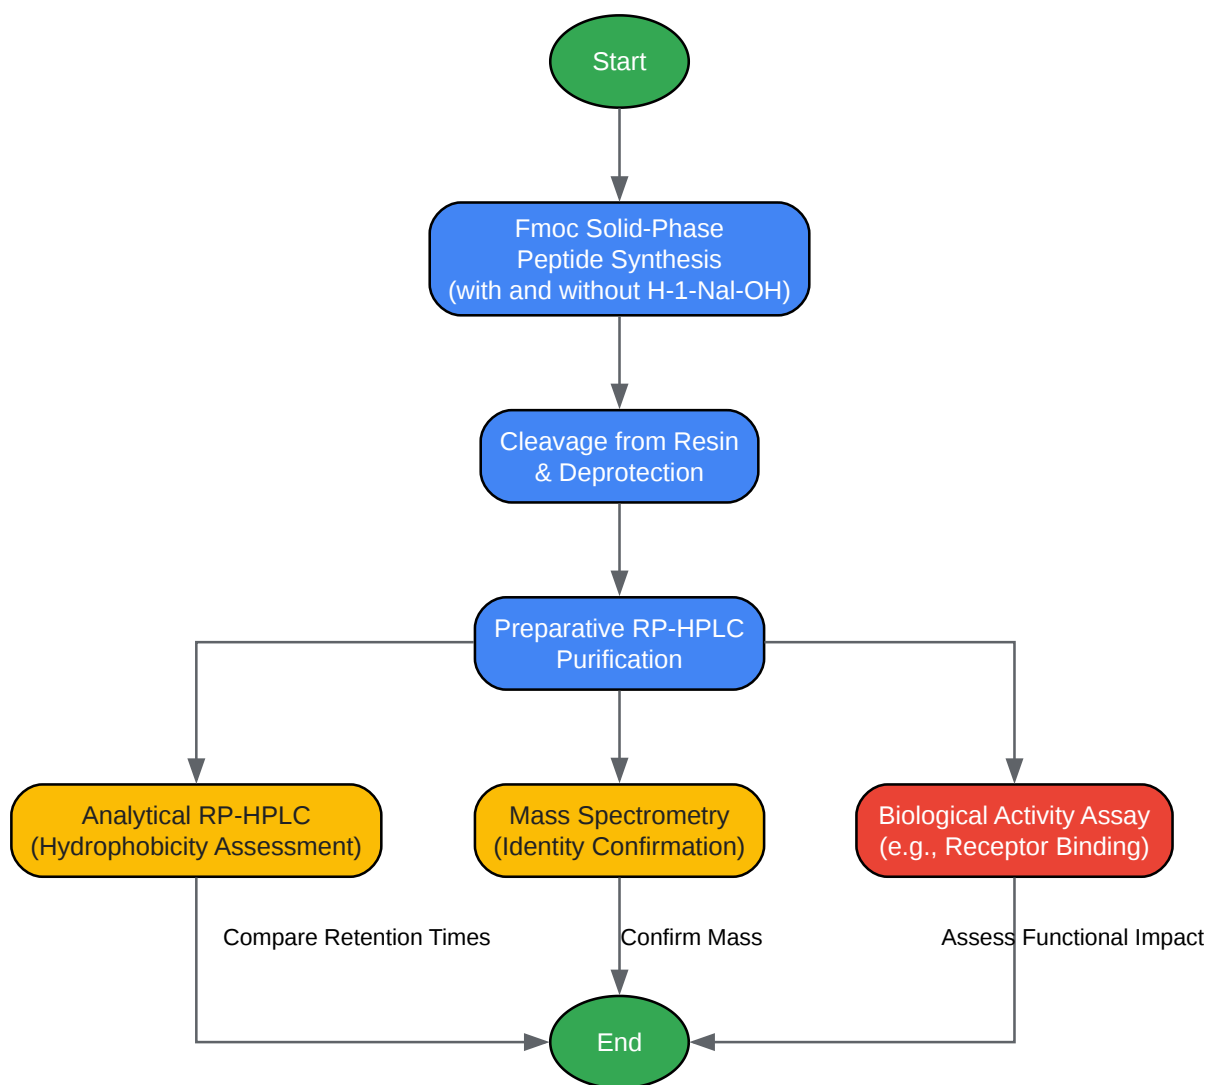 Start
Fmoc Solid-Phase
Peptide Synthesis
(with and without H-1-Nal-OH)
Cleavage from Resin
& Deprotection
Preparative RP-HPLC
Purification
Analytical RP-HPLC
(Hydrophobicity Assessment)
Mass Spectrometry
(Identity Confirmation)
Biological Activity Assay
(e.g., Receptor Binding)
Compare Retention Times
Confirm Mass
Assess Functional Impact
End